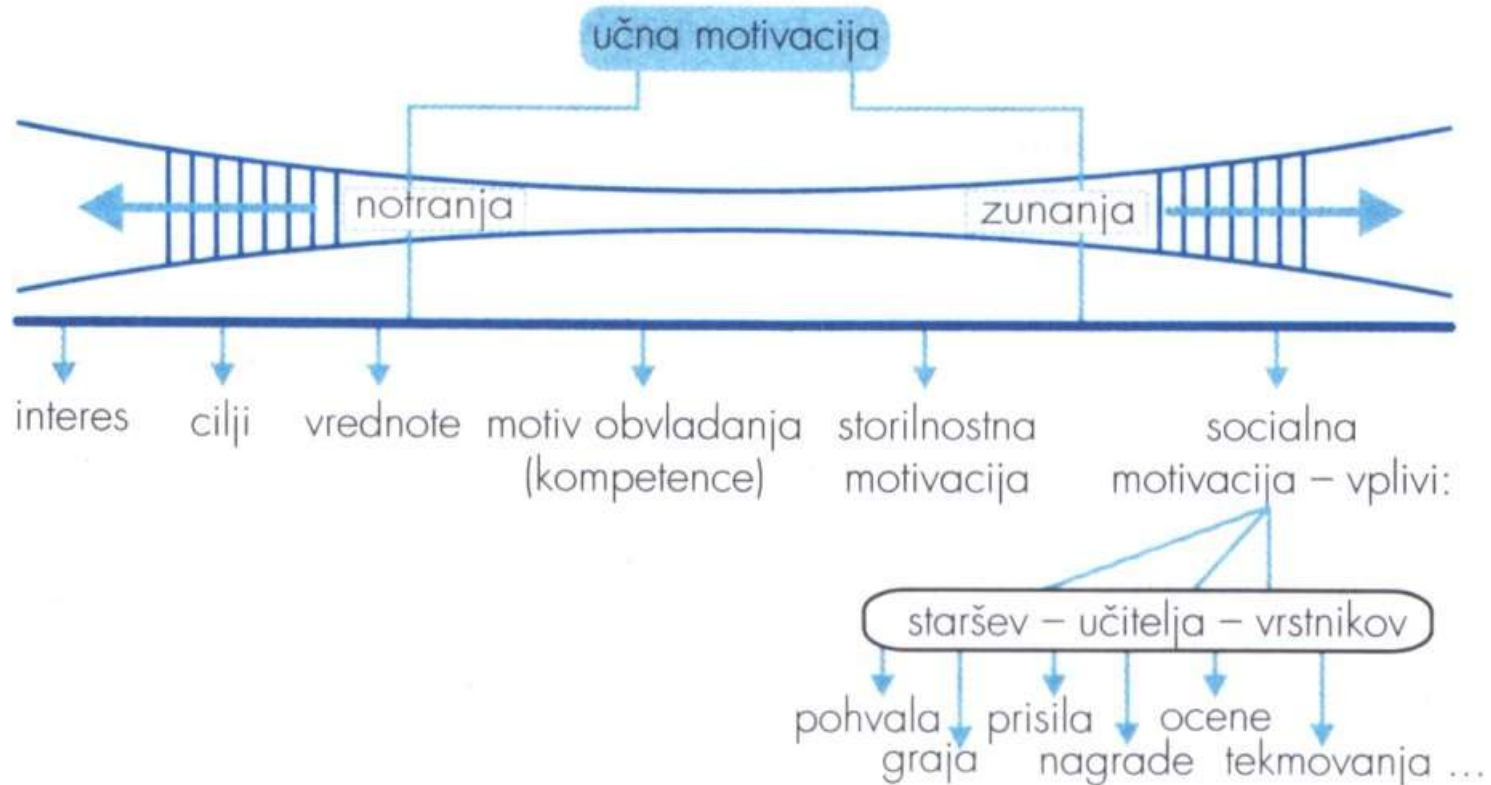 učna motivacija
notranja
zunanja
interes
cilji
vrednote
motiv obvladanja
(kompetence)
storilnostna
motivacija
socialna
motivacija – vplivi:
staršev – učitelja – vrstnikov
pohvala
graja
prisila
nagrade
ocene
tekmovanja ...